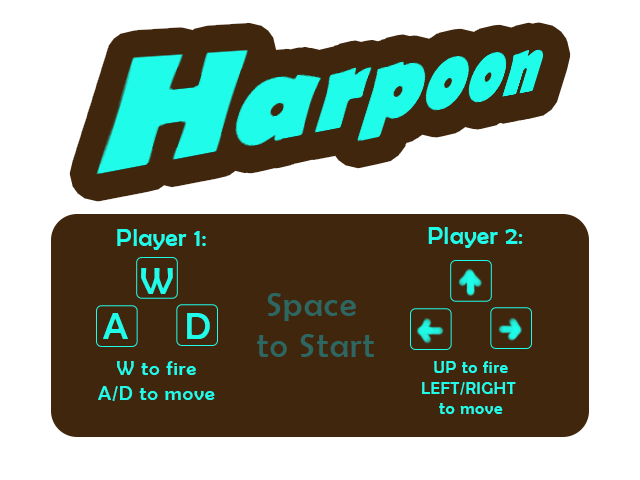 Harpoon
Player 1:
W
A D
W to fire
A/D to move
Space
to Start
Player 2:
UP to fire
LEFT/RIGHT
to move